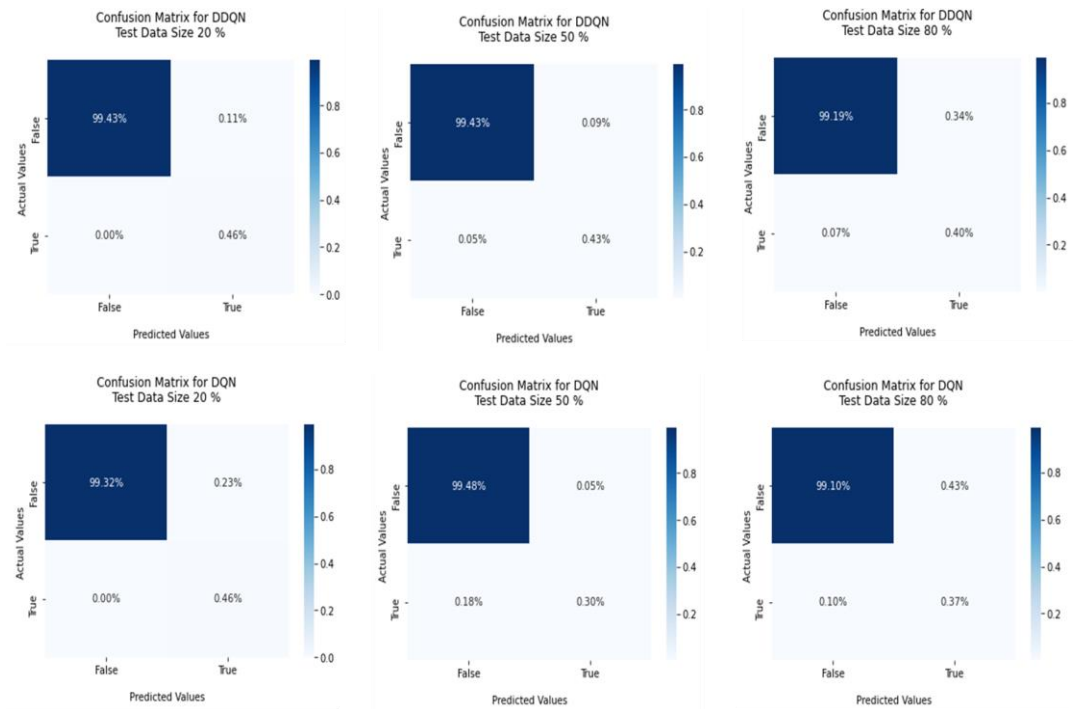 Confusion Matrix for DDQN
Test Data Size 20 %
Actual Values
False
True
99.43%
0.11%
0.00%
0.46%
False
True
Predicted Values
0.8
0.6
0.4
0.2
0.0
Confusion Matrix for DDQN
Test Data Size 50 %
Actual Values
False
True
99.43%
0.09%
0.05%
0.43%
False
True
Predicted Values
0.8
0.6
0.4
0.2
Confusion Matrix for DDQN
Test Data Size 80 %
Actual Values
False
True
99.19%
0.34%
0.07%
0.40%
False
True
Predicted Values
0.8
0.6
0.4
0.2
Confusion Matrix for DQN
Test Data Size 20 %
Actual Values
False
True
99.32%
0.23%
0.00%
0.46%
False
True
Predicted Values
0.8
0.6
0.4
0.2
0.0
Confusion Matrix for DQN
Test Data Size 50 %
Actual Values
False
True
99.48%
0.05%
0.18%
0.30%
False
True
Predicted Values
0.8
0.6
0.4
0.2
Confusion Matrix for DQN
Test Data Size 80 %
Actual Values
False
True
99.10%
0.43%
0.10%
0.37%
False
True
Predicted Values
0.8
0.6
0.4
0.2